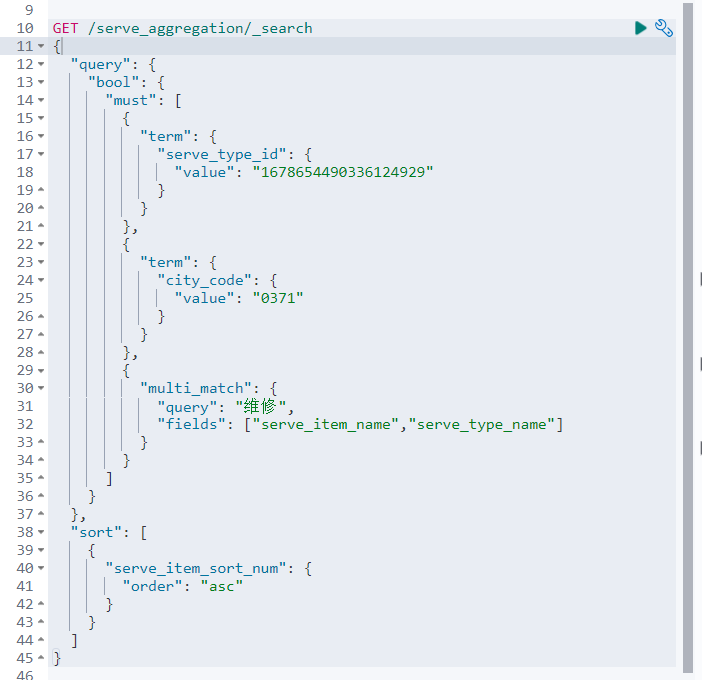 9
10 GET /serve_aggregation/_search
11 {
12 "query": {
13 "bool": {
14 "must": [
15 {
16 "term": {
17 "serve_type_id": {
18 "value": "1678654490336124929"
19 }
20 }
21 },
22 {
23 "term": {
24 "city_code": {
25 "value": "0371"
26 }
27 }
28 },
29 {
30 "multi_match": {
31 "query": "维修",
32 "fields": ["serve_item_name","serve_type_name"]
33 }
34 }
35 ]
36 }
37 },
38 "sort": [
39 {
40 "serve_item_sort_num": {
41 "order": "asc"
42 }
43 }
44 ]
45 }
46